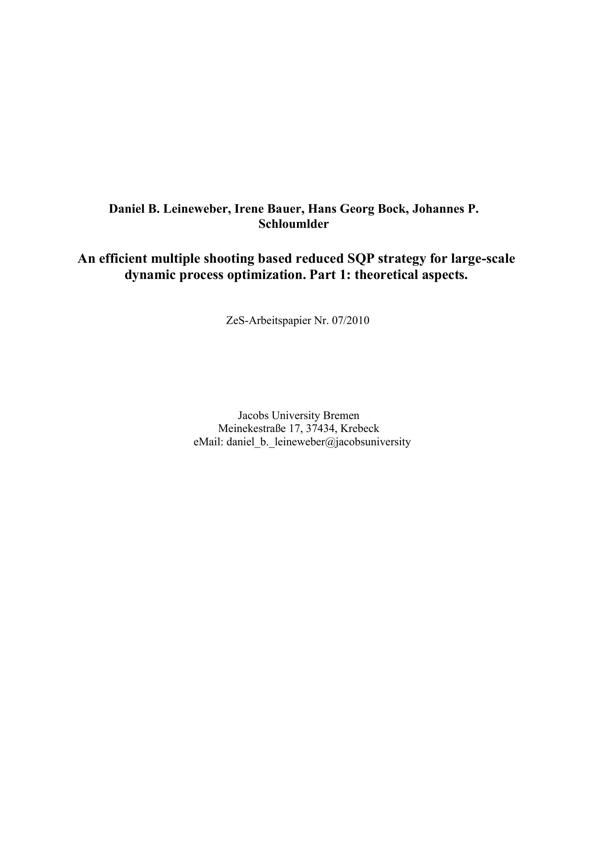 Daniel B. Leineweber, Irene Bauer, Hans Georg Bock, Johannes P.
Schloumlder
An efficient multiple shooting based reduced SQP strategy for large-scale
dynamic process optimization. Part 1: theoretical aspects.
ZeS-Arbeitspapier Nr. 07/2010
Jacobs University Bremen
Meinekestraße 17, 37434, Krebeck
eMail: daniel_b._leineweber@jacobsuniversity